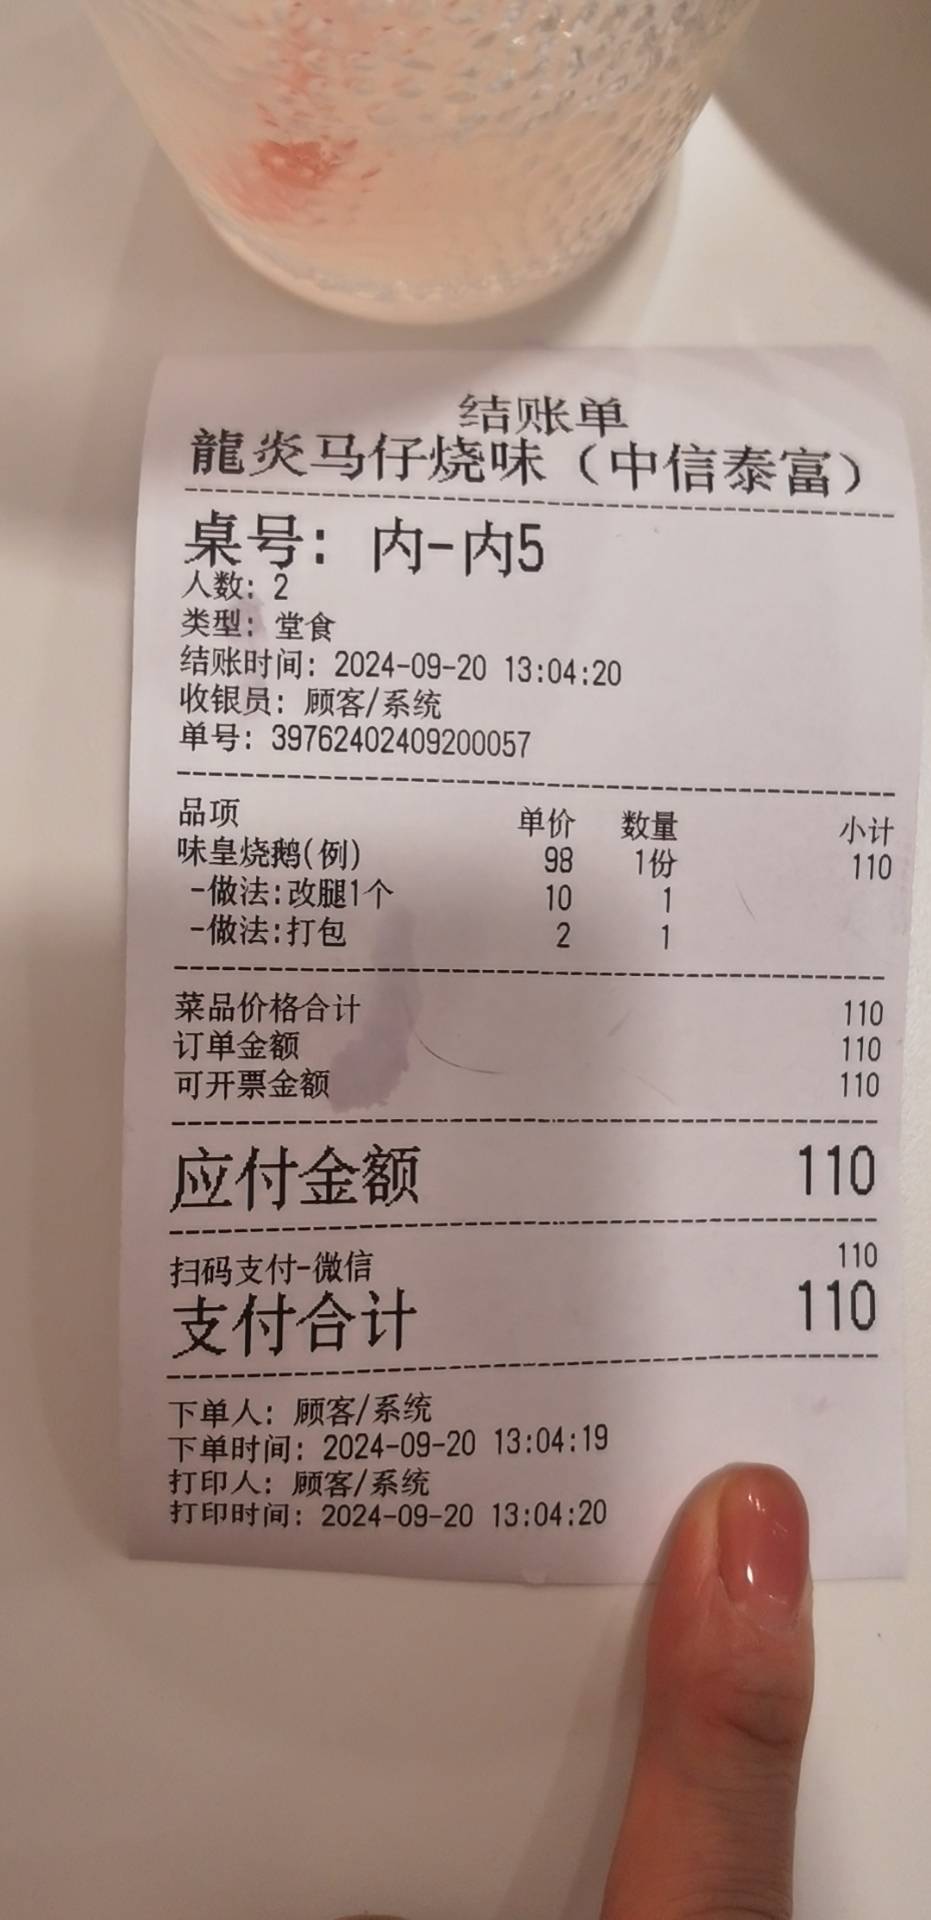 结账单
龍炎马仔烧味（中信泰富）
桌号: 内-内5
人数: 2
类型: 堂食
结账时间: 2024-09-20 13:04:20
收银员: 顾客/系统
单号: 39762402409200057
品项 单价 数量 小计
味皇烧鹅(例) 98 1份 110
-做法:改腿1个 10 1
-做法:打包 2 1
菜品价格合计 110
订单金额 110
可开票金额 110
应付金额 110
扫码支付-微信 110
支付合计 110
下单人: 顾客/系统
下单时间: 2024-09-20 13:04:19
打印人: 顾客/系统
打印时间: 2024-09-20 13:04:20